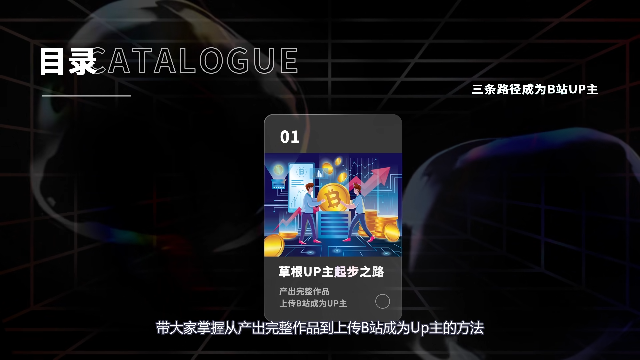 目录CATALOGUE
三条路径成为B站UP主
01
草根UP主起步之路
产出完整作品
上传B站成为UP主
带大家掌握从产出完整作品到上传B站成为Up主的方法